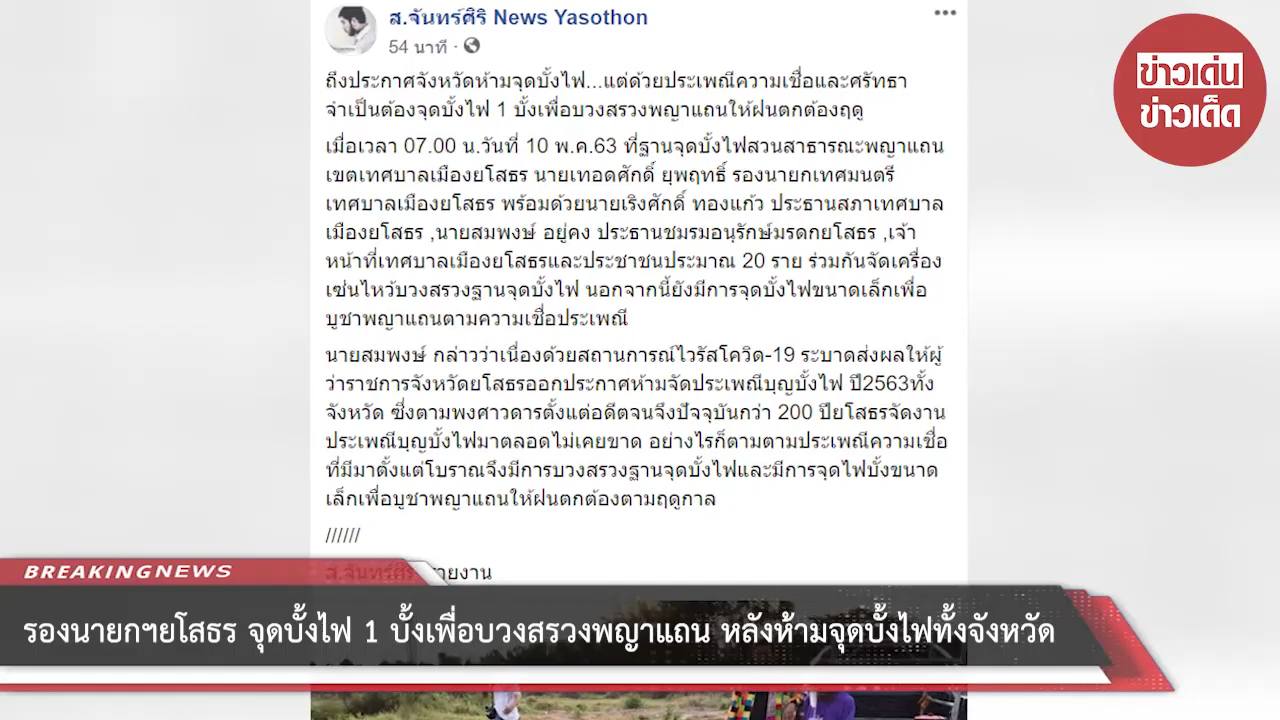 ส.จันทร์ศิริ News Yasothon
54 นาที ·
ข่าวเด่น
ข่าวเด็ด
ถึงประกาศจังหวัดห้ามจุดบั้งไฟ...แต่ด้วยประเพณีความเชื่อและศรัทธา
จำเป็นต้องจุดบั้งไฟ 1 บั้งเพื่อบวงสรวงพญาแถนให้ฝนตกต้องฤดู
เมื่อเวลา 07.00 น.วันที่ 10 พ.ค.63 ที่ฐานจุดบั้งไฟสวนสาธารณะพญาแถน
เขตเทศบาลเมืองยโสธร นายเทอดศักดิ์ ยุพฤทธิ์ รองนายกเทศมนตรี
เทศบาลเมืองยโสธร พร้อมด้วยนายเริงศักดิ์ ทองแก้ว ประธานสภาเทศบาล
เมืองยโสธร ,นายสมพงษ์ อยู่คง ประธานชมรมอนุรักษ์มรดกยโสธร ,เจ้า
หน้าที่เทศบาลเมืองยโสธรและประชาชนประมาณ 20 ราย ร่วมกันจัดเครื่อง
เซ่นไหว้บวงสรวงฐานจุดบั้งไฟ นอกจากนี้ยังมีการจุดบั้งไฟขนาดเล็กเพื่อ
บูชาพญาแถนตามความเชื่อประเพณี
นายสมพงษ์ กล่าวว่าเนื่องด้วยสถานการณ์ไวรัสโควิด-19 ระบาดส่งผลให้ผู้
ว่าราชการจังหวัดยโสธรออกประกาศห้ามจัดประเพณีบุญบั้งไฟ ปี2563ทั้ง
จังหวัด ซึ่งตามพงศาวดารตั้งแต่อดีตจนจึงปัจจุบันกว่า 200 ปียโสธรจัดงาน
ประเพณีบุญบั้งไฟมาตลอดไม่เคยขาด อย่างไรก็ตามตามประเพณีความเชื่อ
ที่มีมาตั้งแต่โบราณจึงมีการบวงสรวงฐานจุดบั้งไฟและมีการจุดไฟบั้งขนาด
เล็กเพื่อบูชาพญาแถนให้ฝนตกต้องตามฤดูกาล
//////
ส.จันทร์ศิริ รายงาน
BREAKINGNEWS
รองนายกฯยโสธร จุดบั้งไฟ 1 บั้งเพื่อบวงสรวงพญาแถน หลังห้ามจุดบั้งไฟทั้งจังหวัด